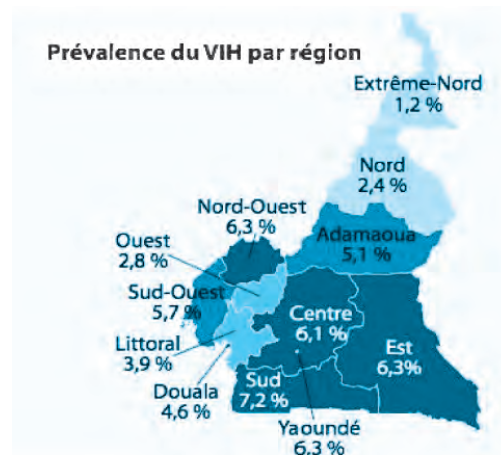 Prévalence du VIH par région
Extrême-Nord
1,2 %
Nord
2,4 %
Nord-Ouest
6,3 %
Adamaoua
5,1 %
Ouest
2,8 %
Sud-Ouest
5,7 %
Centre
6,1 %
Littoral
3,9 %
Est
6,3%
Douala
4,6 %
Sud
7,2 %
Yaoundé
6,3 %